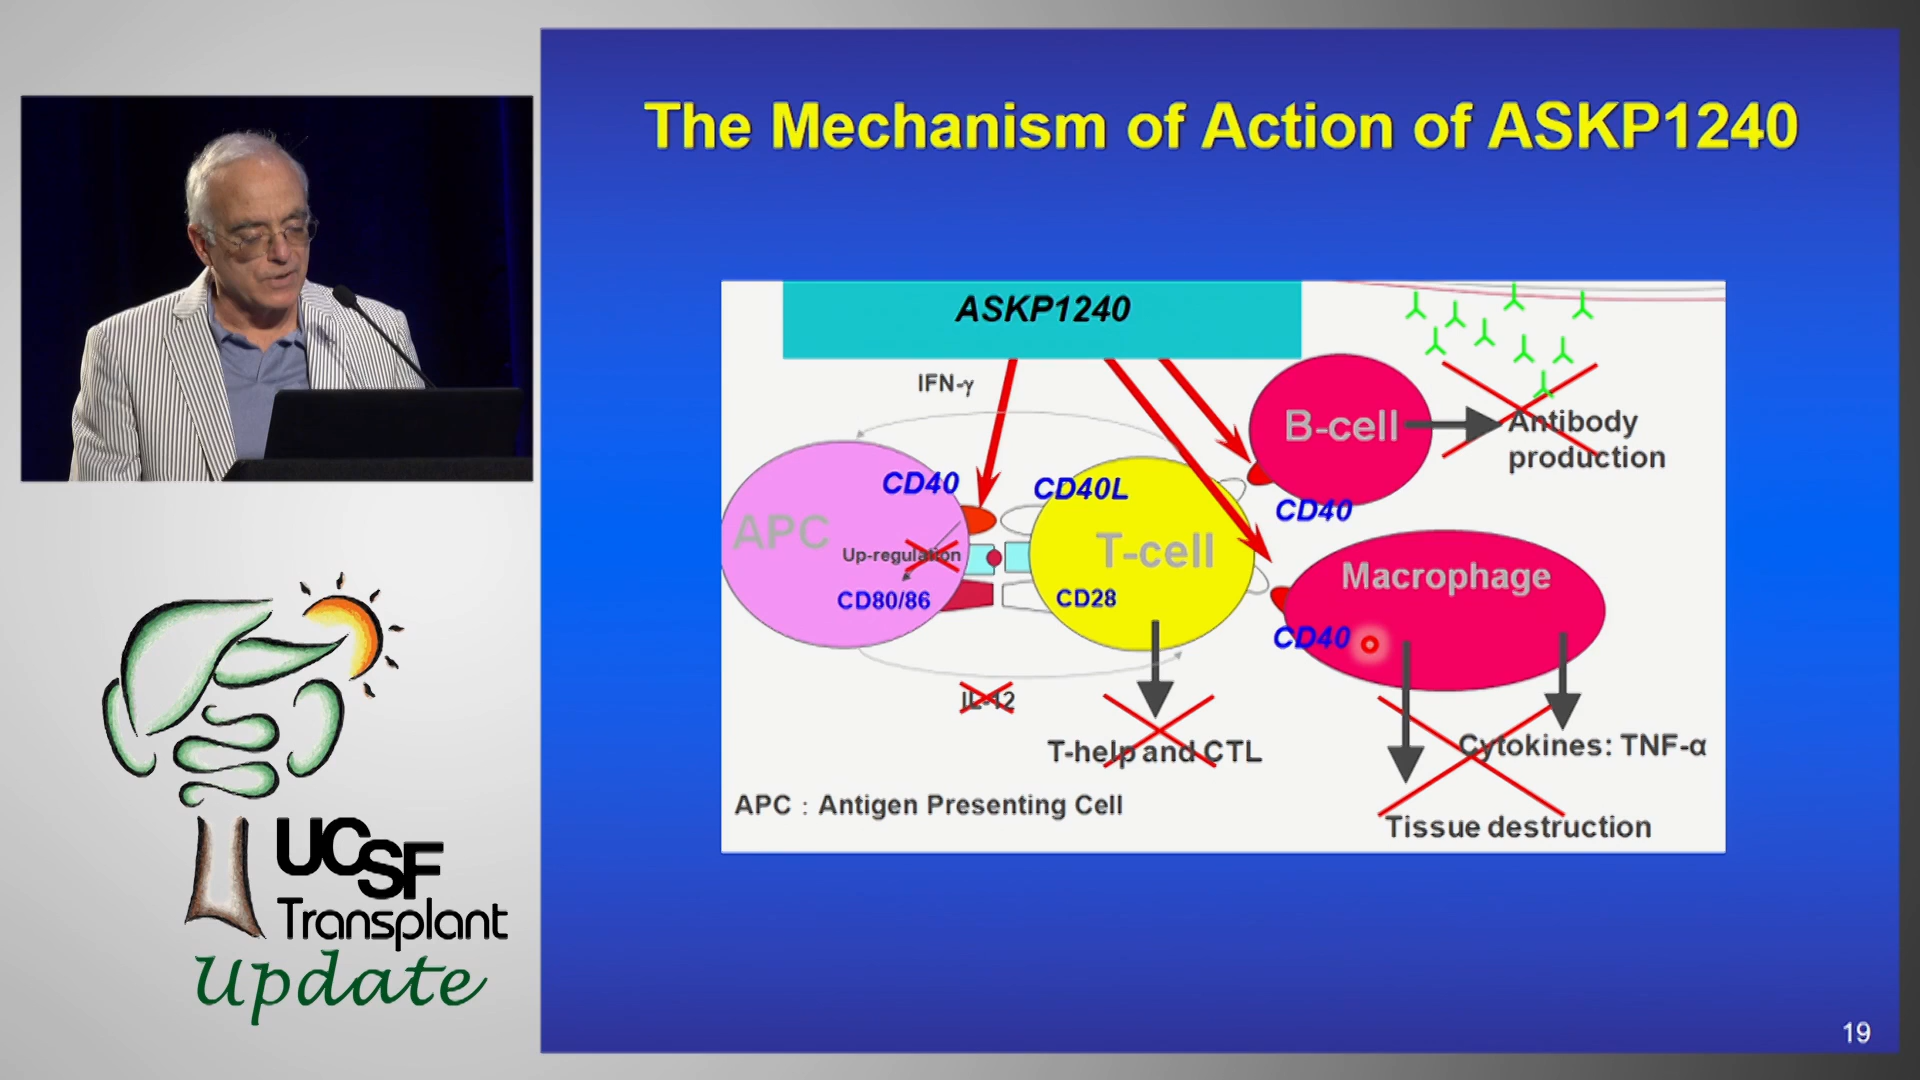 The Mechanism of Action of ASKP1240
ASKP1240
IFN-γ
B-cell
Antibody
production
CD40
CD40L
CD40
APC
T-cell
Up-regulation
Macrophage
CD80/86
CD28
CD40
IL-12
T-help and CTL
Cytokines: TNF-α
APC : Antigen Presenting Cell
Tissue destruction
UCSF
Transplant
Update
19